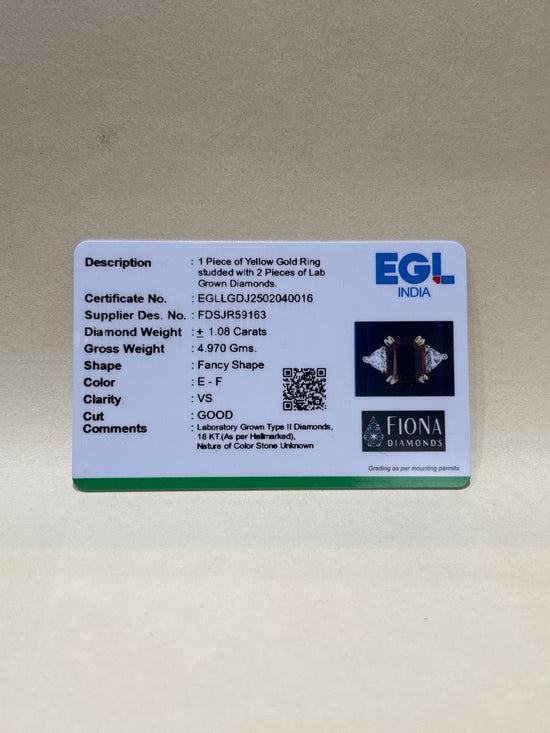 Description : 1 Piece of Yellow Gold Ring
studded with 2 Pieces of Lab
Grown Diamonds.
Certificate No. : EGLLGDJ2502040016
Supplier Des. No. : FDSJR59163
Diamond Weight : ± 1.08 Carats
Gross Weight : 4.970 Gms.
Shape : Fancy Shape
Color : E - F
Clarity : VS
Cut : GOOD
Comments : Laboratory Grown Type II Diamonds,
18 KT.(As per Hallmarked),
Nature of Color Stone Unknown
EGL
INDIA
FIONA
DIAMONDS
Grading as per mounting permits